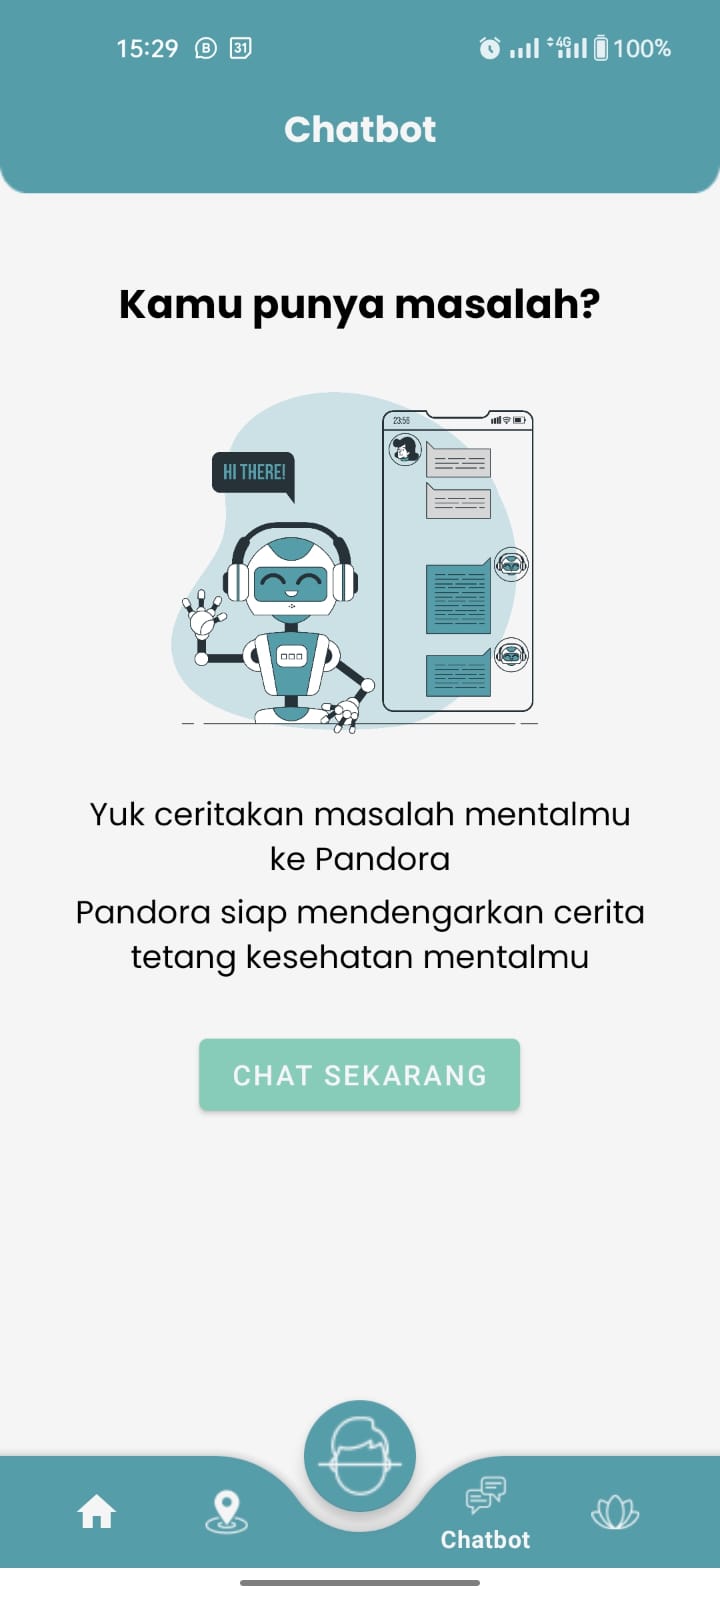 15:29 31 4G 100%
Chatbot
Kamu punya masalah?
23:56
HI THERE!
Yuk ceritakan masalah mentalmu
ke Pandora
Pandora siap mendengarkan cerita
tetang kesehatan mentalmu
CHAT SEKARANG
Chatbot